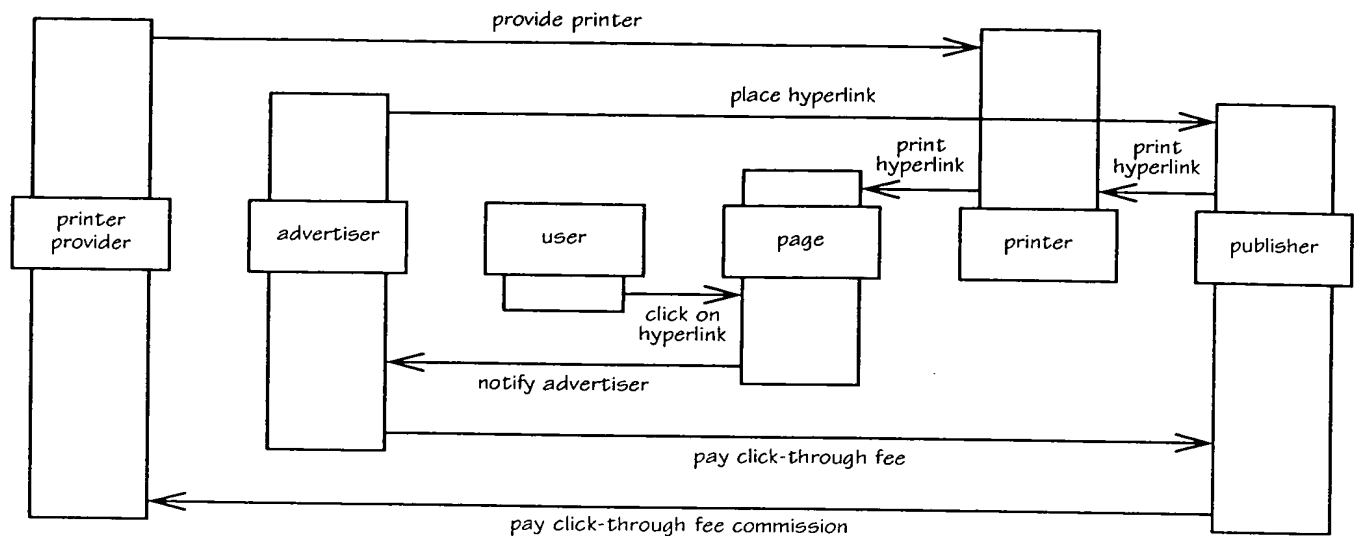 provide printer
place hyperlink
print
hyperlink
print
hyperlink
printer
provider
advertiser
user
page
printer
publisher
click on
hyperlink
notify advertiser
pay click-through fee
pay click-through fee commission